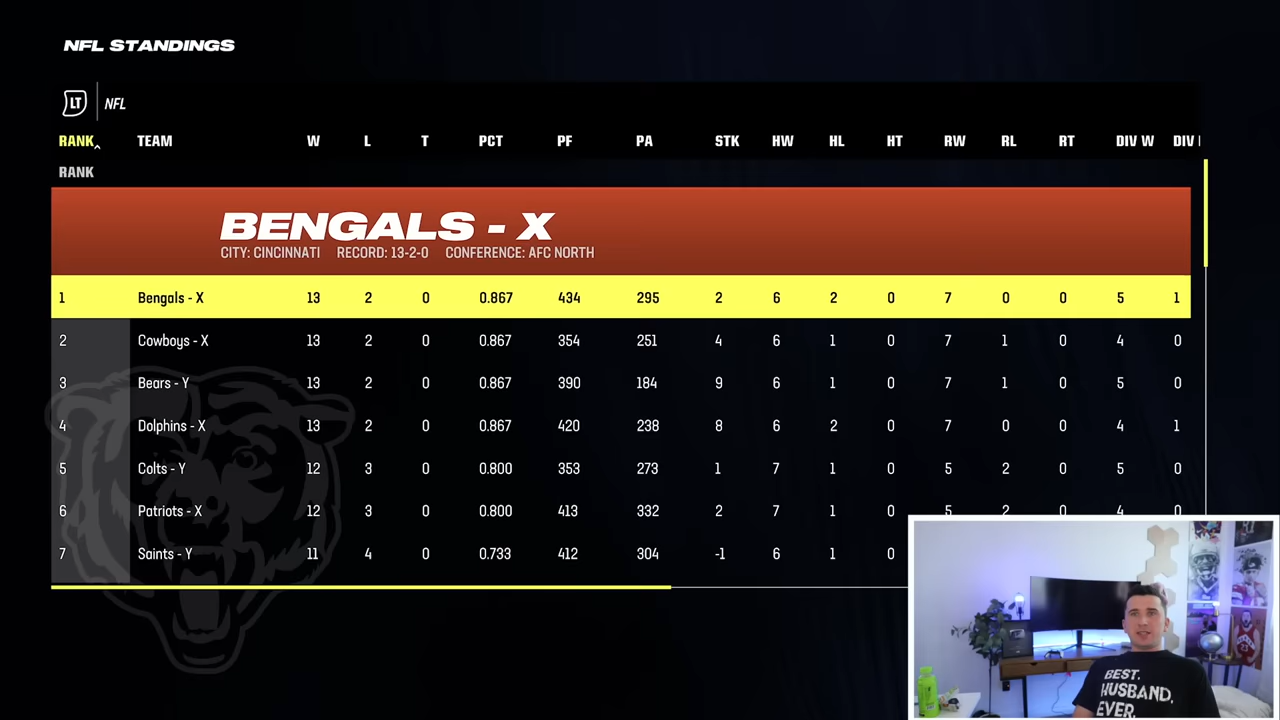 NFL STANDINGS
LT NFL
RANK TEAM W L T PCT PF PA STK HW HL HT RW RL RT DIV W DIV
RANK
BENGALS - X
CITY: CINCINNATI RECORD: 13-2-0 CONFERENCE: AFC NORTH
1 Bengals - X 13 2 0 0.867 434 295 2 6 2 0 7 0 0 5 1
2 Cowboys - X 13 2 0 0.867 354 251 4 6 1 0 7 1 0 4 0
3 Bears - Y 13 2 0 0.867 390 184 9 6 1 0 7 1 0 5 0
4 Dolphins - X 13 2 0 0.867 420 238 8 6 2 0 7 0 0 4 1
5 Colts - Y 12 3 0 0.800 353 273 1 7 1 0 5 2 0 5 0
6 Patriots - X 12 3 0 0.800 413 332 2 7 1 0 5 2 0 4 0
7 Saints - Y 11 4 0 0.733 412 304 -1 6 1 0
BEST.
HUSBAND.
EVER.